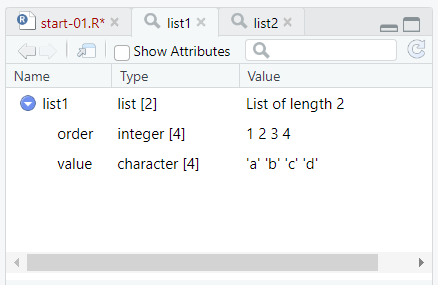 start-01.R* list1 list2
Show Attributes
Name Type Value
list1 list [2] List of length 2
order integer [4] 1 2 3 4
value character [4] 'a' 'b' 'c' 'd'